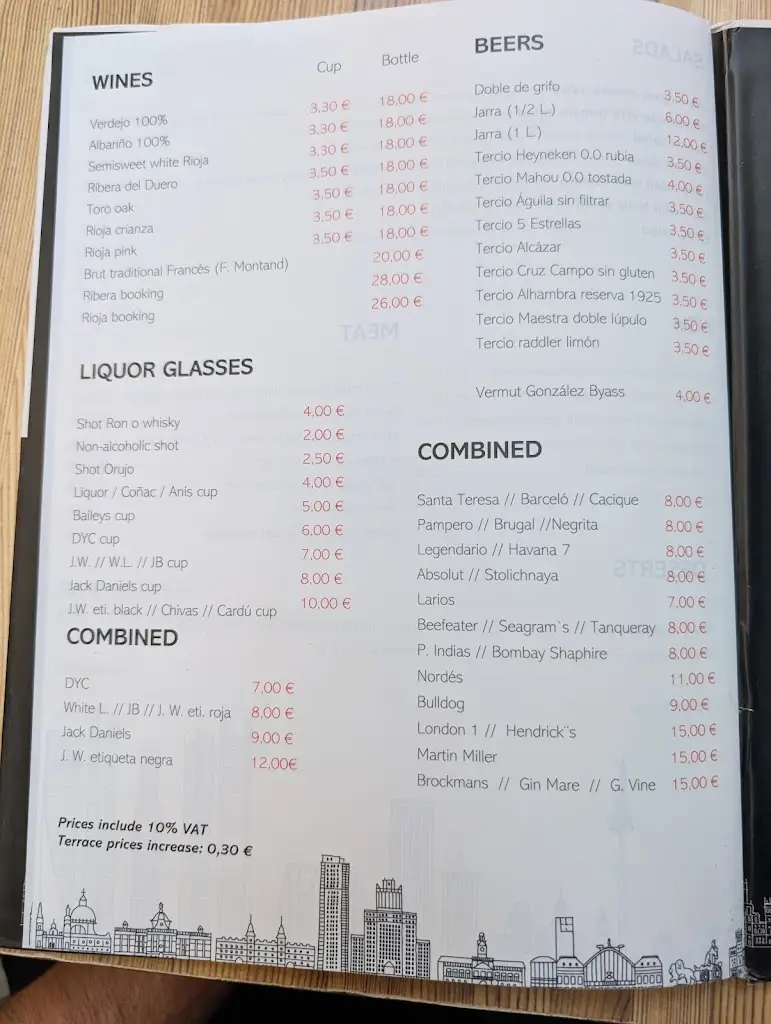 WINES
Cup Bottle
Verdejo 100% 3,30 € 18,00 €
Albariño 100% 3,30 € 18,00 €
Semisweet white Rioja 3,30 € 18,00 €
Ribera del Duero 3,50 € 18,00 €
Toro oak 3,50 € 18,00 €
Rioja crianza 3,50 € 18,00 €
Rioja pink 3,50 € 18,00 €
Brut traditional Francés (F. Montand) 20,00 €
Ribera booking 28,00 €
Rioja booking 26,00 €
LIQUOR GLASSES
Shot Ron o whisky 4,00 €
Non-alcoholic shot 2,00 €
Shot Orujo 2,50 €
Liquor / Coñac / Anís cup 4,00 €
Baileys cup 5,00 €
DYC cup 6,00 €
J.W. // W.L. // JB cup 7,00 €
Jack Daniels cup 8,00 €
J.W. eti. black // Chivas // Cardú cup 10,00 €
COMBINED
DYC 7,00 €
White L. // JB // J. W. eti. roja 8,00 €
Jack Daniels 9,00 €
J. W. etiqueta negra 12,00€
Prices include 10% VAT
Terrace prices increase: 0,30 €
BEERS
Doble de grifo 3,50 €
Jarra (1/2 L.) 6,00 €
Jarra (1 L.) 12,00 €
Tercio Heyneken 0.0 rubia 3,50 €
Tercio Mahou 0.0 tostada 4,00 €
Tercio Águila sin filtrar 3,50 €
Tercio 5 Estrellas 3,50 €
Tercio Alcázar 3,50 €
Tercio Cruz Campo sin gluten 3,50 €
Tercio Alhambra reserva 1925 3.50 €
Tercio Maestra doble lúpulo 3,50 €
Tercio raddler limón 3,50 €
Vermut González Byass 4,00 €
COMBINED
Santa Teresa // Barceló // Cacique 8,00 €
Pampero // Brugal //Negrita 8,00 €
Legendario // Havana 7 8,00 €
Absolut // Stolichnaya 8,00 €
Larios 7,00 €
Beefeater // Seagram`s // Tanqueray 8,00 €
P. Indias // Bombay Shaphire 8,00 €
Nordés 11,00 €
Bulldog 9,00 €
London 1 // Hendrick¨s 15,00 €
Martin Miller 15,00 €
Brockmans // Gin Mare // G. Vine 15,00 €